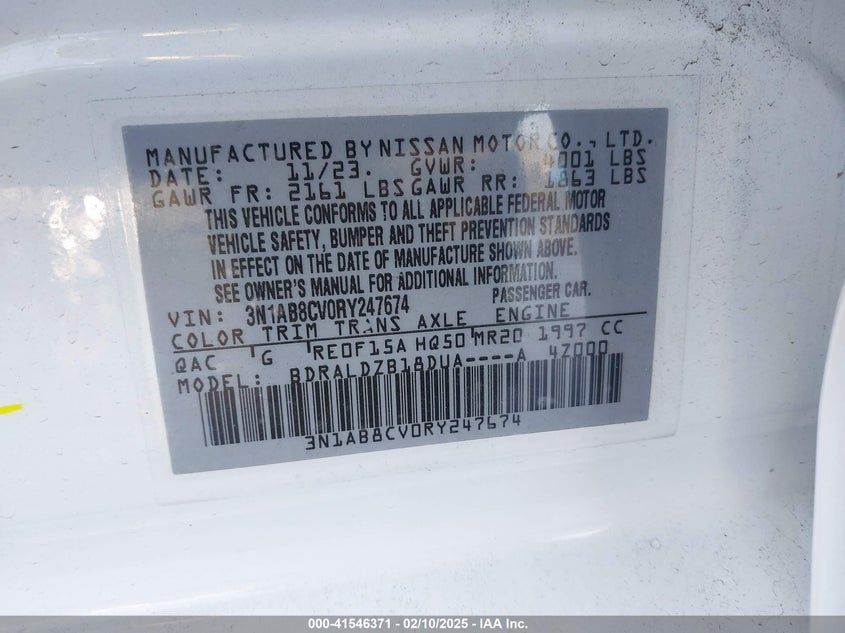 MANUFACTURED BY NISSAN MOTOR CO., LTD.
DATE: 11/23. GVWR: 4001 LBS
GAWR FR: 2161 LBS GAWR RR: 1863 LBS
THIS VEHICLE CONFORMS TO ALL APPLICABLE FEDERAL MOTOR
VEHICLE SAFETY, BUMPER AND THEFT PREVENTION STANDARDS
IN EFFECT ON THE DATE OF MANUFACTURE SHOWN ABOVE.
SEE OWNER'S MANUAL FOR ADDITIONAL INFORMATION.
VIN: 3N1AB8CV0RY247674 PASSENGER CAR.
COLOR TRIM TRANS AXLE ENGINE
QAC G RE0F15A HQ50 MR20 1997 CC
MODEL: BDRALDZB18DUA----A 47000
3N1AB8CV0RY247674
000-41546371 - 02/10/2025 - IAA Inc.